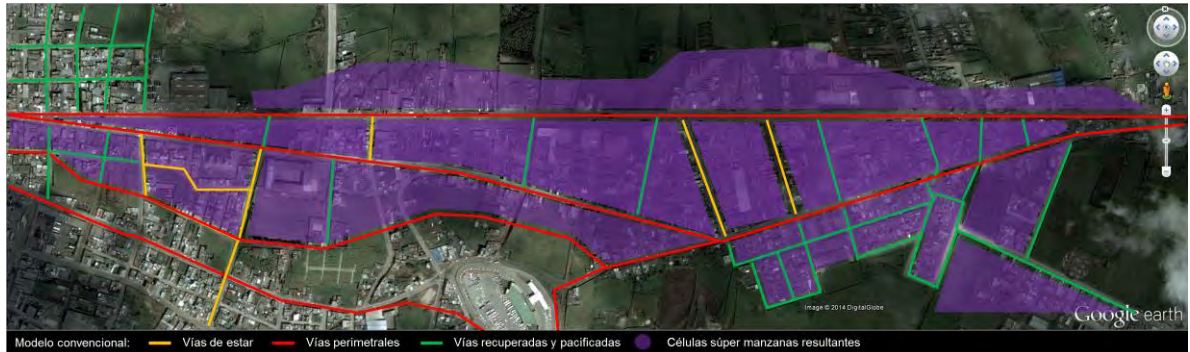 Image © 2014 DigitalGlobe
Google earth
Modelo convencional: Vías de estar Vías perimetrales Vías recuperadas y pacificadas Células súper manzanas resultantes